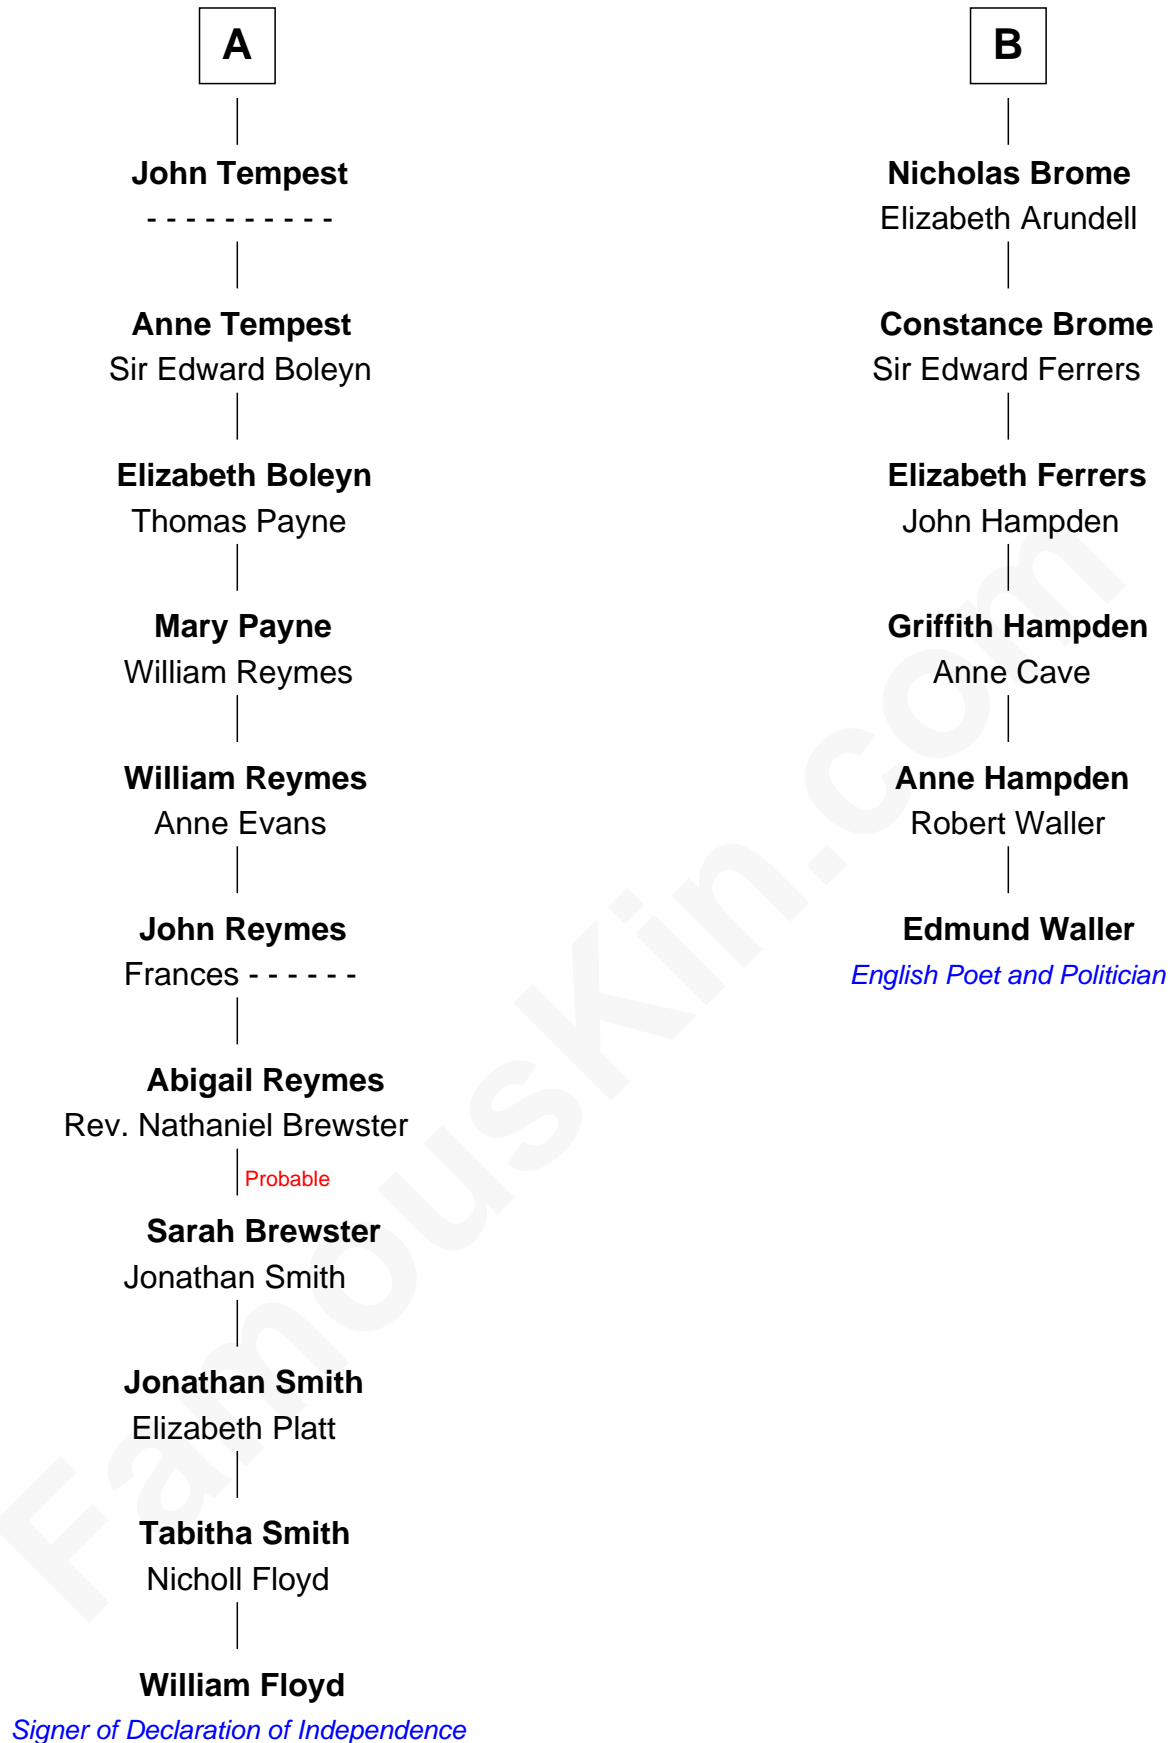 A
John Tempest
- - - - - - - - - -
Anne Tempest
Sir Edward Boleyn
Elizabeth Boleyn
Thomas Payne
Mary Payne
William Reymes
William Reymes
Anne Evans
John Reymes
Frances - - - - - -
Abigail Reymes
Rev. Nathaniel Brewster
Probable
Sarah Brewster
Jonathan Smith
Jonathan Smith
Elizabeth Platt
Tabitha Smith
Nicholl Floyd
William Floyd
Signer of Declaration of Independence
B
Nicholas Brome
Elizabeth Arundell
Constance Brome
Sir Edward Ferrers
Elizabeth Ferrers
John Hampden
Griffith Hampden
Anne Cave
Anne Hampden
Robert Waller
Edmund Waller
English Poet and Politician
FamousKin.com